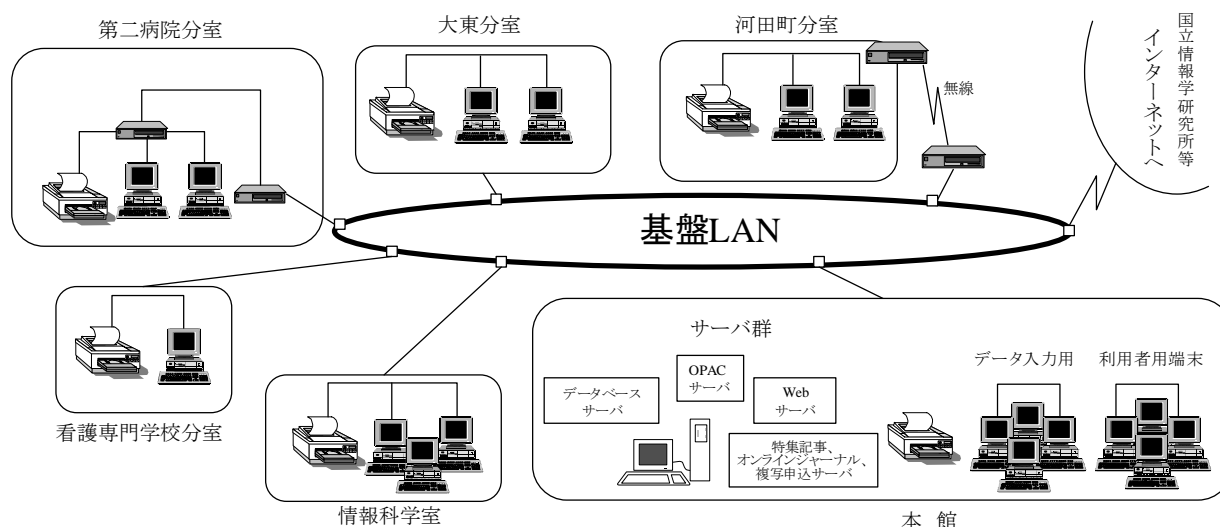 第二病院分室
大東分室
河田町分室
無線
国立情報学研究所等
インターネットへ
基盤LAN
看護専門学校分室
情報科学室
サーバ群
データベース
サーバ
OPAC
サーバ
Web
サーバ
特集記事、
オンラインジャーナル、
複写申込サーバ
データ入力用
利用者用端末
本 館